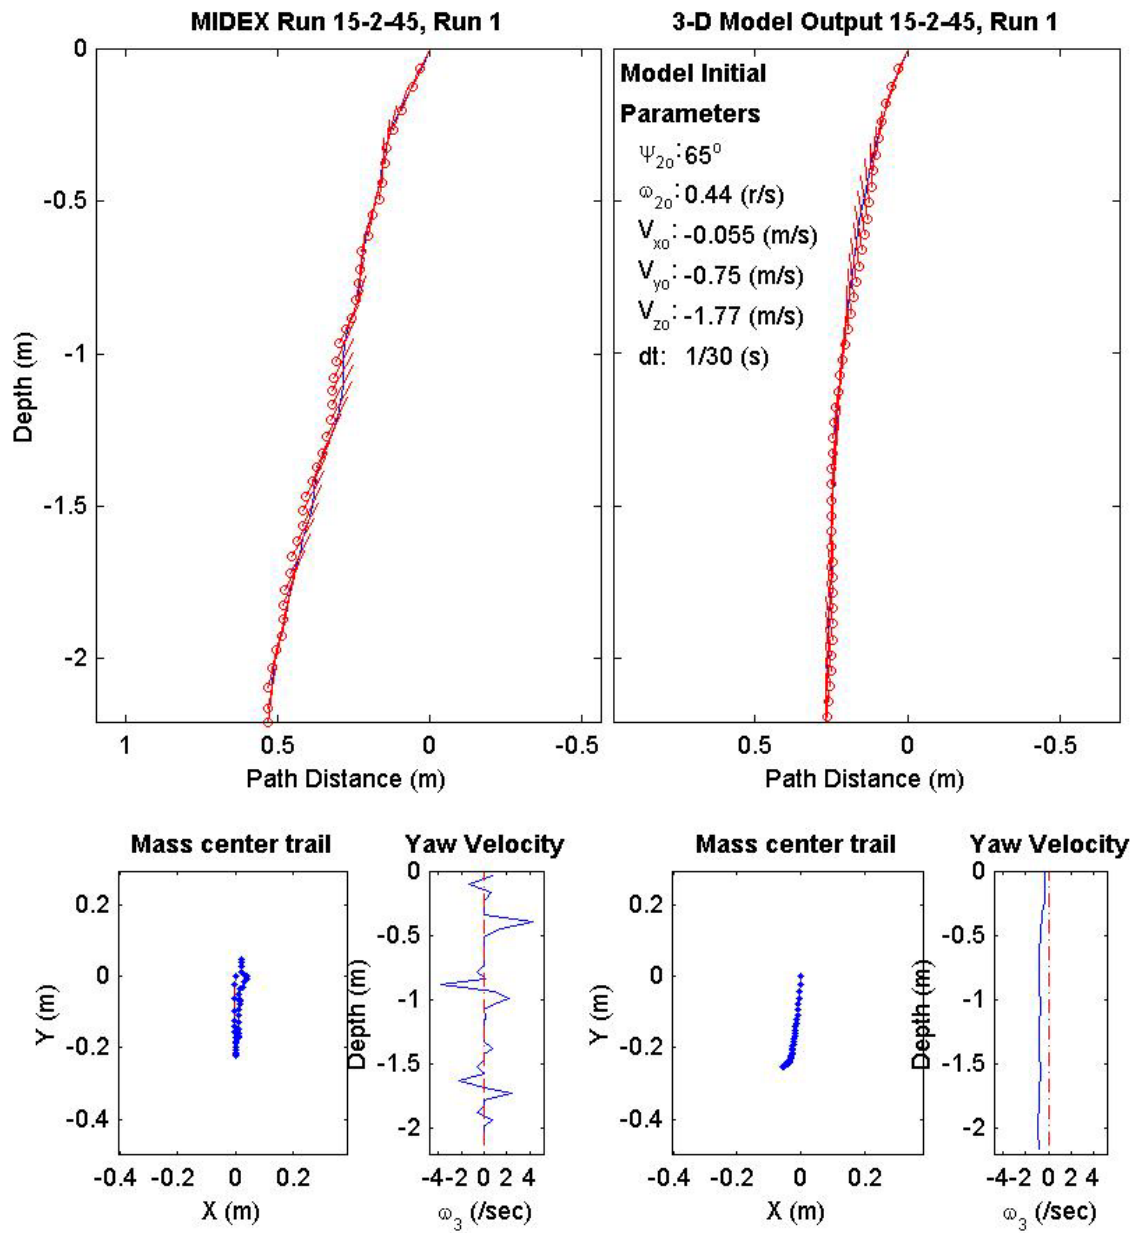 MIDEX Run 15-2-45, Run 1
0
-0.5
-1
-1.5
-2
Depth (m)
1 0.5 0 -0.5
Path Distance (m)
3-D Model Output 15-2-45, Run 1
Model Initial
Parameters
Ψ2o: 65o
ω2o: 0.44 (r/s)
Vxo: -0.055 (m/s)
Vyo: -0.75 (m/s)
Vzo: -1.77 (m/s)
dt: 1/30 (s)
0.5 0 -0.5
Path Distance (m)
Mass center trail
0.2
0
-0.2
-0.4
Y (m)
-0.4 -0.2 0 0.2
X (m)
Yaw Velocity
0
-0.5
-1
-1.5
-2
Depth (m)
-4 -2 0 2 4
ω3 (/sec)
Mass center trail
0.2
0
-0.2
-0.4
Y (m)
-0.4 -0.2 0 0.2
X (m)
Yaw Velocity
0
-0.5
-1
-1.5
-2
Depth (m)
-4 -2 0 2 4
ω3 (/sec)